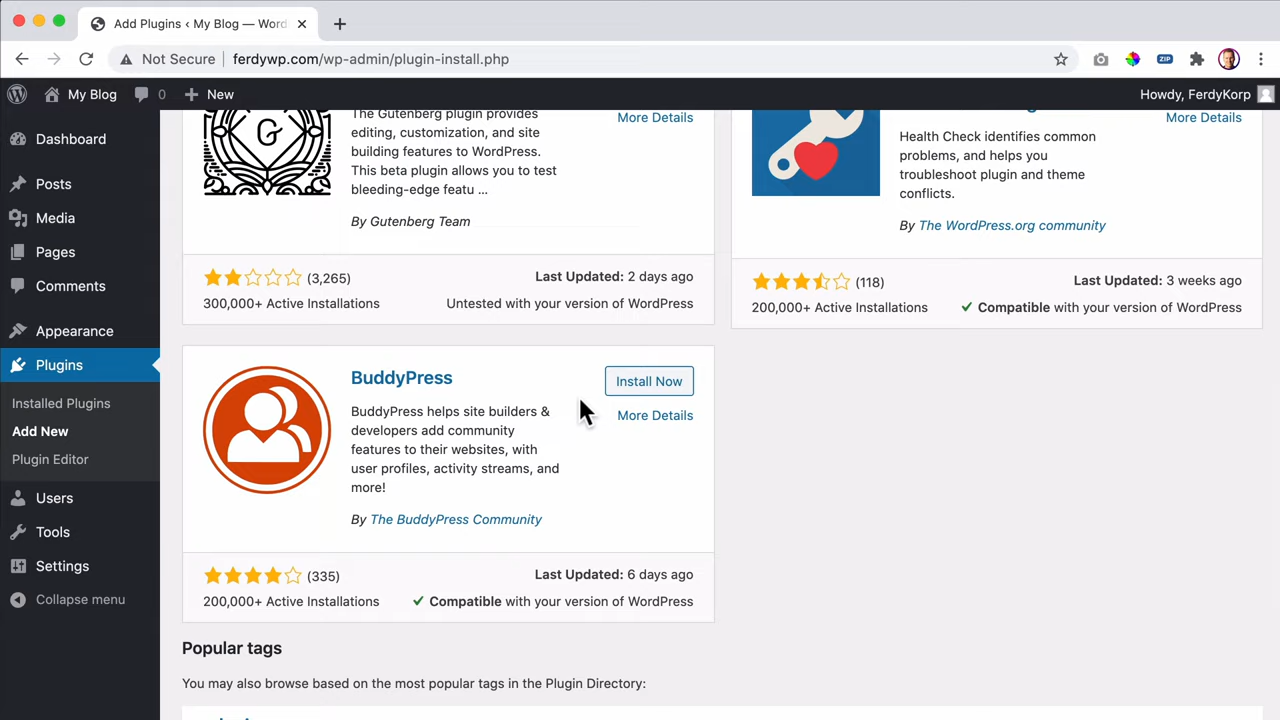 Add Plugins ‹ My Blog — Word
Not Secure
ferdywp.com/wp-admin/plugin-install.php
ZIP
My Blog
0
New
Howdy, FerdyKorp
Dashboard
Posts
Media
Pages
Comments
Appearance
Plugins
Installed Plugins
Add New
Plugin Editor
Users
Tools
Settings
Collapse menu
G
The Gutenberg plugin provides
editing, customization, and site
building features to WordPress.
This beta plugin allows you to test
bleeding-edge featu ...
By Gutenberg Team
More Details
(3,265)
300,000+ Active Installations
Last Updated: 2 days ago
Untested with your version of WordPress
Health Check identifies common
problems, and helps you
troubleshoot plugin and theme
conflicts.
By The WordPress.org community
More Details
(118)
200,000+ Active Installations
Last Updated: 3 weeks ago
Compatible with your version of WordPress
BuddyPress
Install Now
More Details
BuddyPress helps site builders &
developers add community
features to their websites, with
user profiles, activity streams, and
more!
By The BuddyPress Community
(335)
200,000+ Active Installations
Last Updated: 6 days ago
Compatible with your version of WordPress
Popular tags
You may also browse based on the most popular tags in the Plugin Directory: